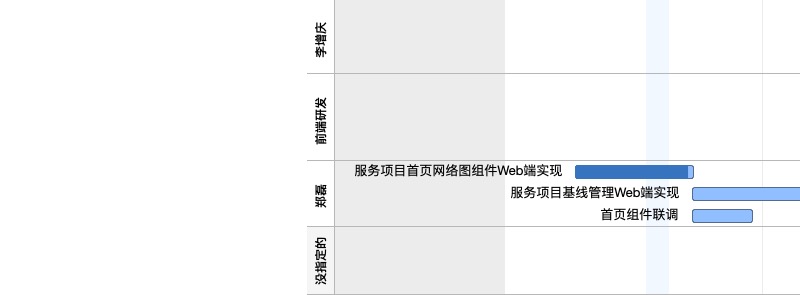 李增庆
前端研发
郑磊
服务项目首页网络图组件Web端实现
服务项目基线管理Web端实现
首页组件联调
没指定的